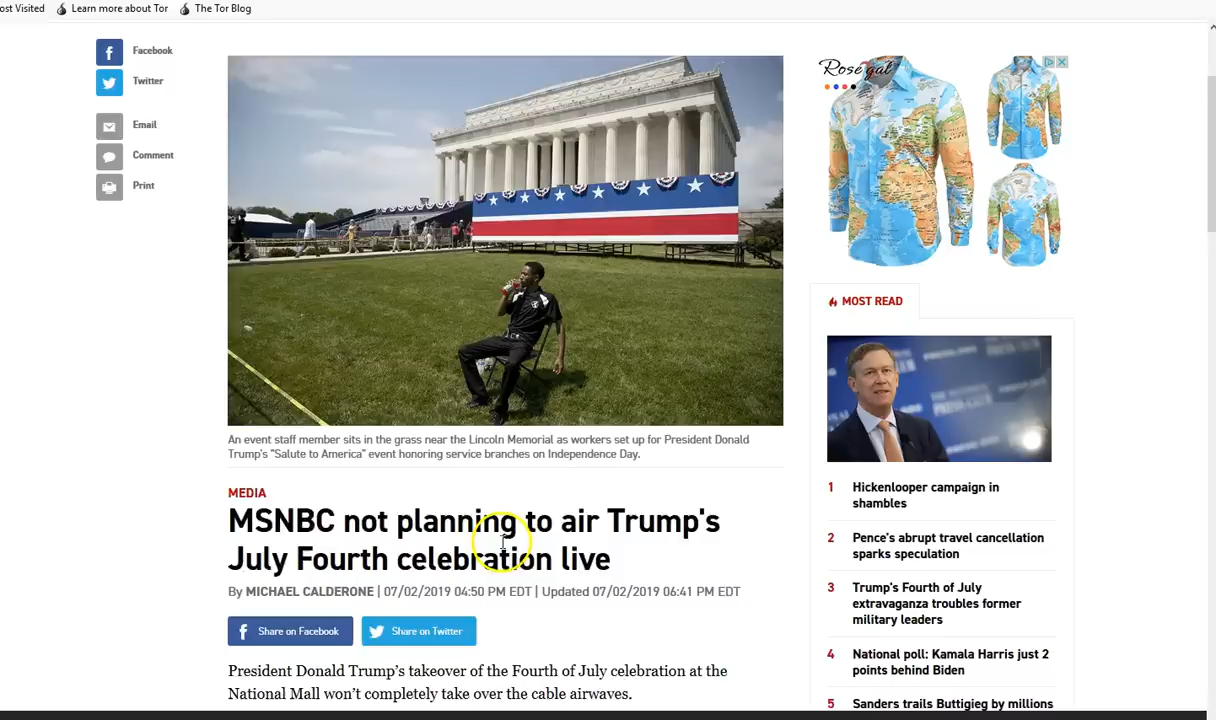 ost Visited Learn more about Tor The Tor Blog
Facebook
Twitter
Email
Comment
Print
Rosegal
MOST READ
An event staff member sits in the grass near the Lincoln Memorial as workers set up for President Donald
Trump's "Salute to America" event honoring service branches on Independence Day.
MEDIA
MSNBC not planning to air Trump's
July Fourth celebration live
By MICHAEL CALDERONE | 07/02/2019 04:50 PM EDT | Updated 07/02/2019 06:41 PM EDT
Share on Facebook Share on Twitter
President Donald Trump’s takeover of the Fourth of July celebration at the
National Mall won’t completely take over the cable airwaves.
1 Hickenlooper campaign in
shambles
2 Pence's abrupt travel cancellation
sparks speculation
3 Trump's Fourth of July
extravaganza troubles former
military leaders
4 National poll: Kamala Harris just 2
points behind Biden
5 Sanders trails Buttigieg by millions